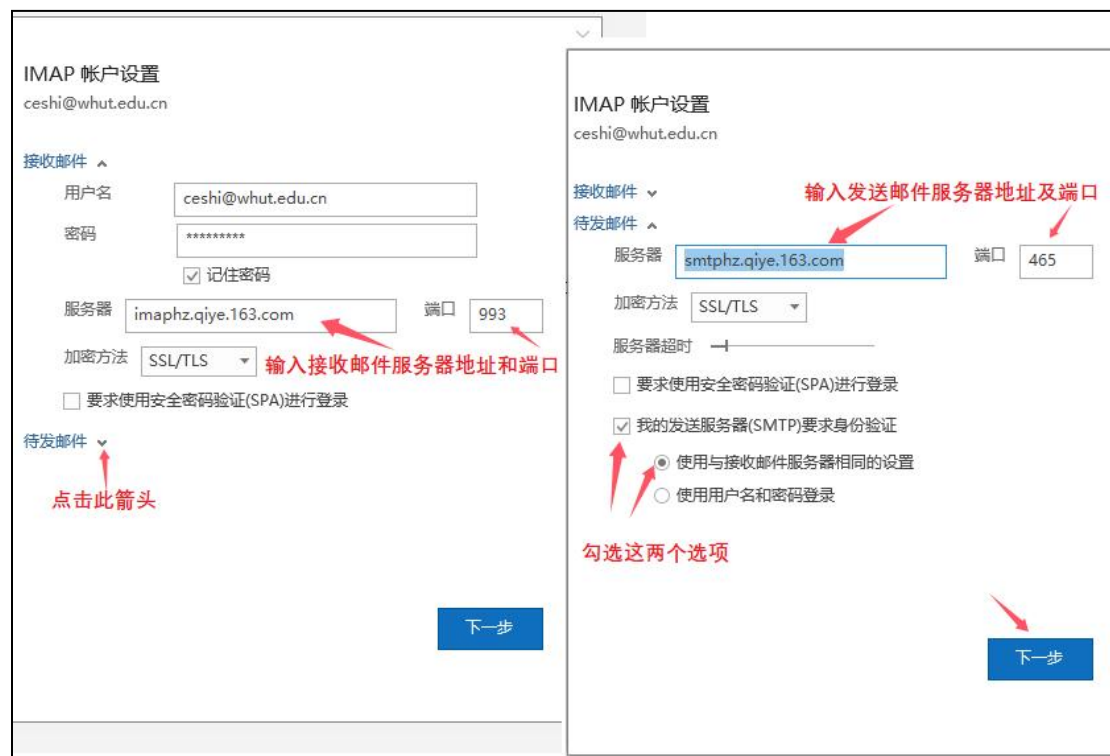 IMAP 帐户设置
ceshi@whut.edu.cn
接收邮件
用户名 ceshi@whut.edu.cn
密码 *********
记住密码
服务器 imaphz.qiye.163.com 端口 993
加密方法 SSL/TLS
输入接收邮件服务器地址和端口
要求使用安全密码验证(SPA)进行登录
待发邮件
点击此箭头
下一步
IMAP 帐户设置
ceshi@whut.edu.cn
接收邮件
输入发送邮件服务器地址及端口
待发邮件
服务器 smtphz.qiye.163.com 端口 465
加密方法 SSL/TLS
服务器超时
要求使用安全密码验证(SPA)进行登录
我的发送服务器(SMTP)要求身份验证
使用与接收邮件服务器相同的设置
使用用户名和密码登录
勾选这两个选项
下一步